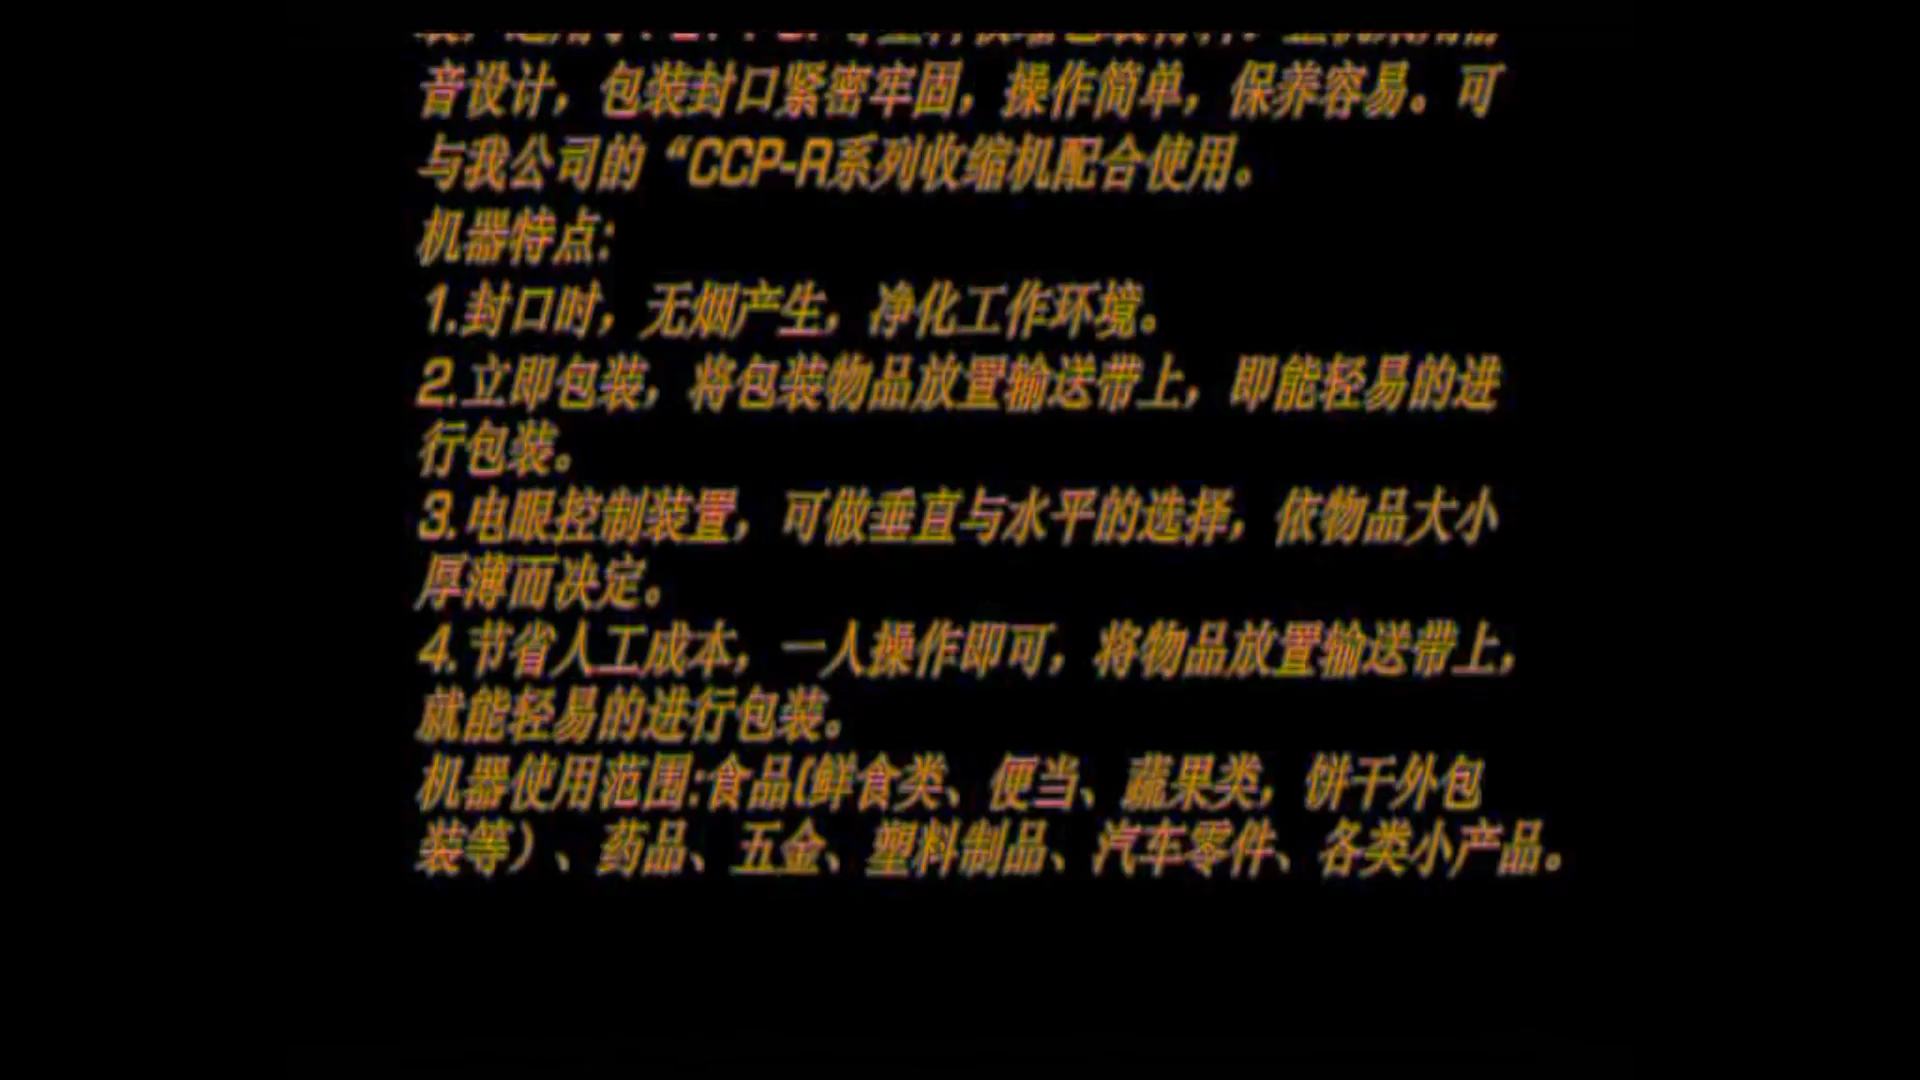 音设计，包装封口紧密牢固，操作简单，保养容易。可
与我公司的“CCP-R系列收缩机配合使用。
机器特点:
1.封口时，无烟产生，净化工作环境。
2.立即包装，将包装物品放置输送带上，即能轻易的进
行包装。
3.电眼控制装置，可做垂直与水平的选择，依物品大小
厚薄而决定。
4.节省人工成本，一人操作即可，将物品放置输送带上，
就能轻易的进行包装。
机器使用范围:食品(鲜食类、便当、蔬果类，饼干外包
装等）、药品、五金、塑料制品、汽车零件、各类小产品。